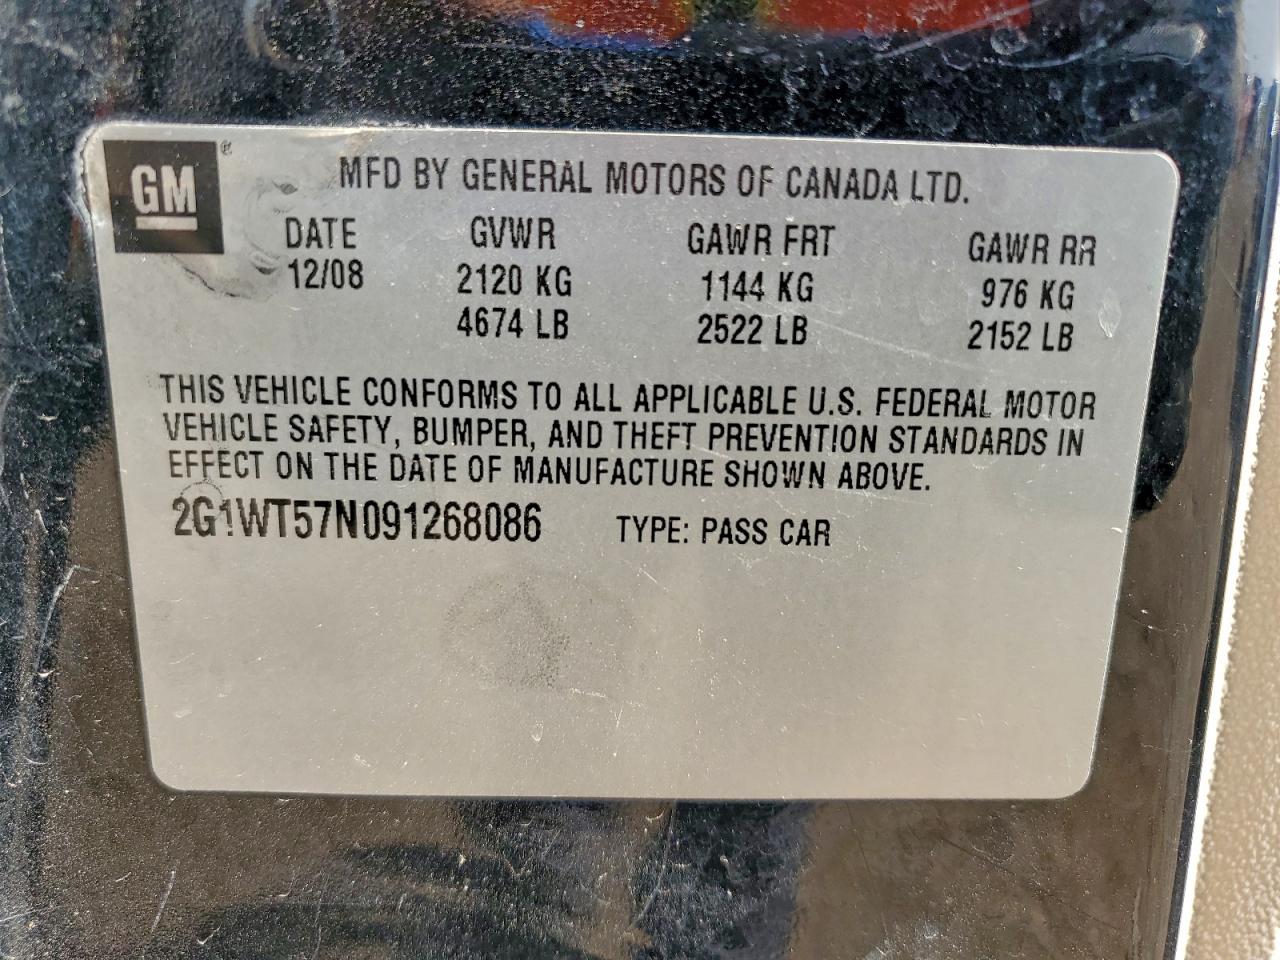 GM®
MFD BY GENERAL MOTORS OF CANADA LTD.
DATE GVWR GAWR FRT GAWR RR
12/08 2120 KG 1144 KG 976 KG
4674 LB 2522 LB 2152 LB
THIS VEHICLE CONFORMS TO ALL APPLICABLE U.S. FEDERAL MOTOR
VEHICLE SAFETY, BUMPER, AND THEFT PREVENTION STANDARDS IN
EFFECT ON THE DATE OF MANUFACTURE SHOWN ABOVE.
2G1WT57N091268086 TYPE: PASS CAR